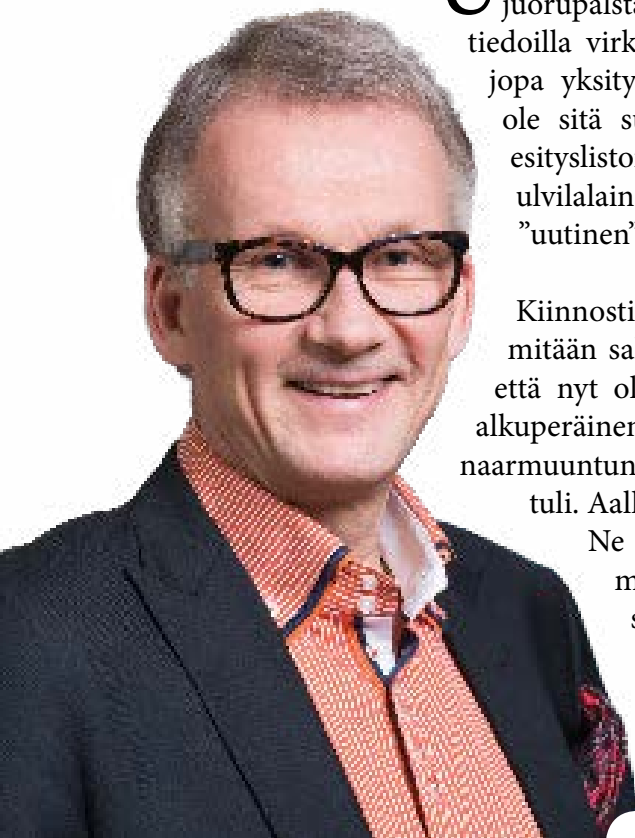 juorupalsta
tiedoilla virk
jopa yksity
ole sitä su
esityslisto
ulvilalain
”uutinen”
Kiinnosti
mitään sa
että nyt ol
alkuperäinen
naarmuuntun
tuli. Aall
Ne
m
s